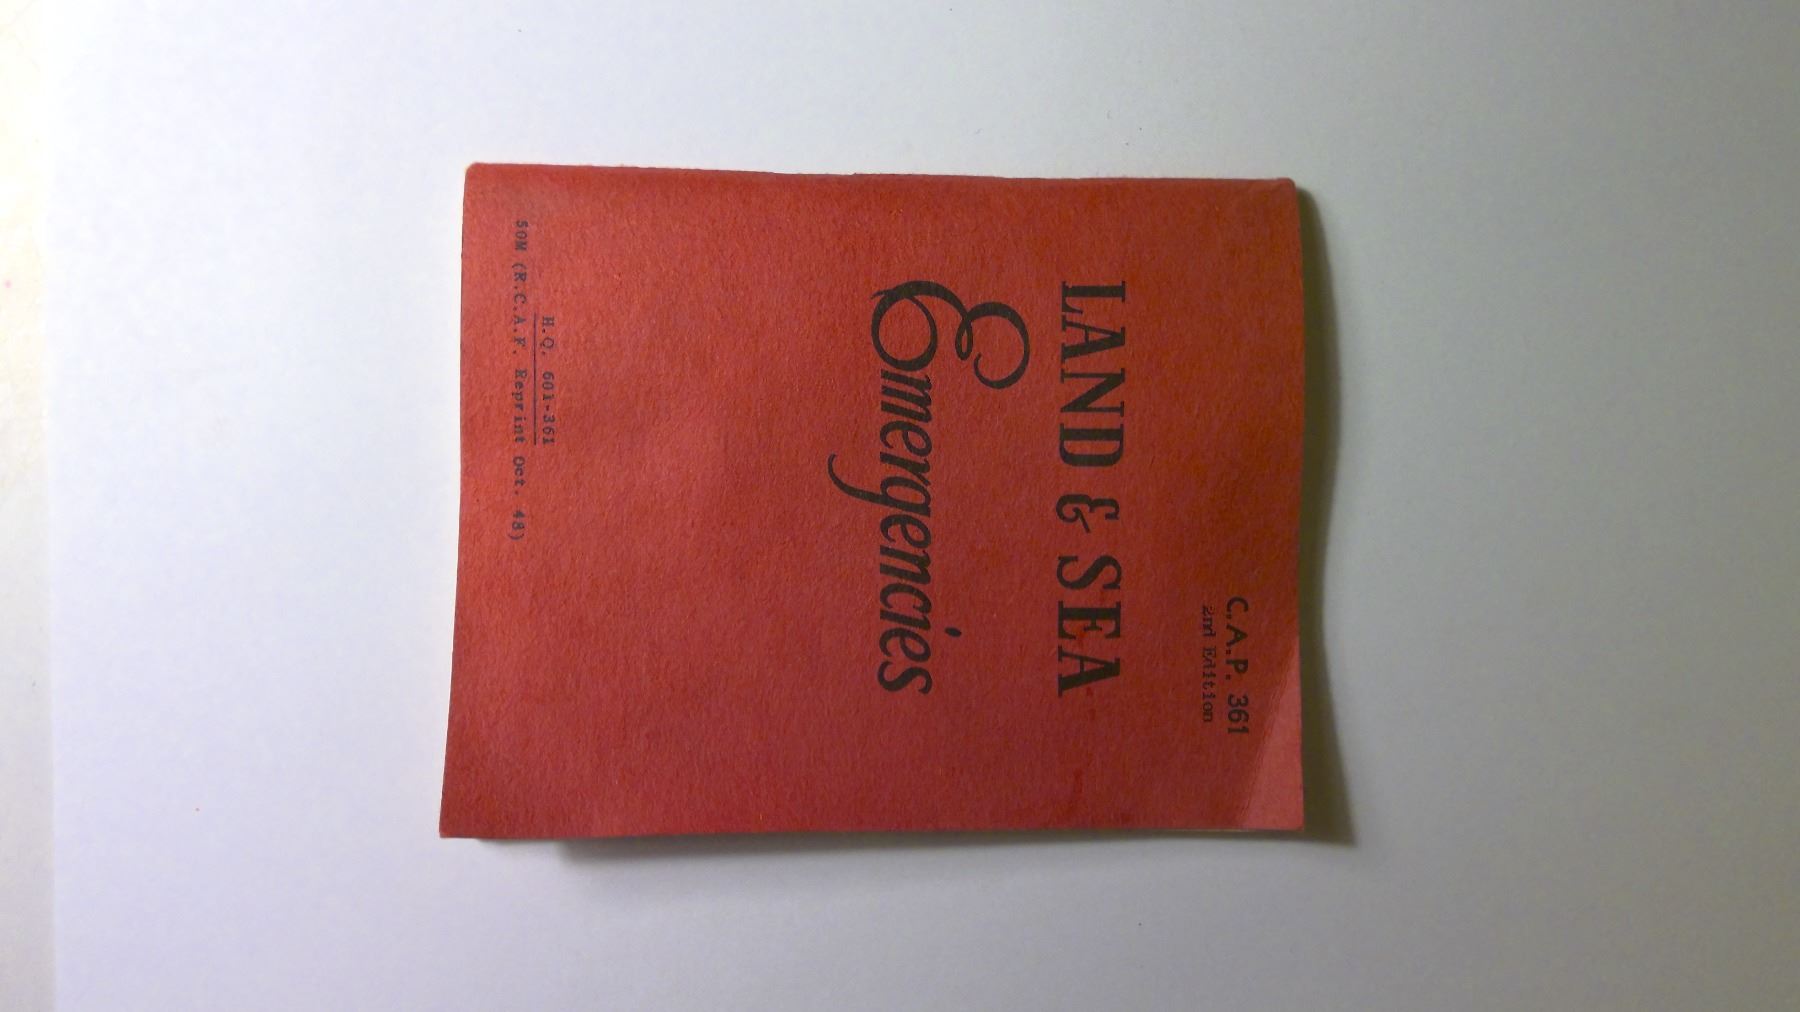 C.A.P. 361
2nd Edition
LAND & SEA
Emergencies
H.Q. 601-361
50M (R.C.A.F. Reprint Oct. 48)